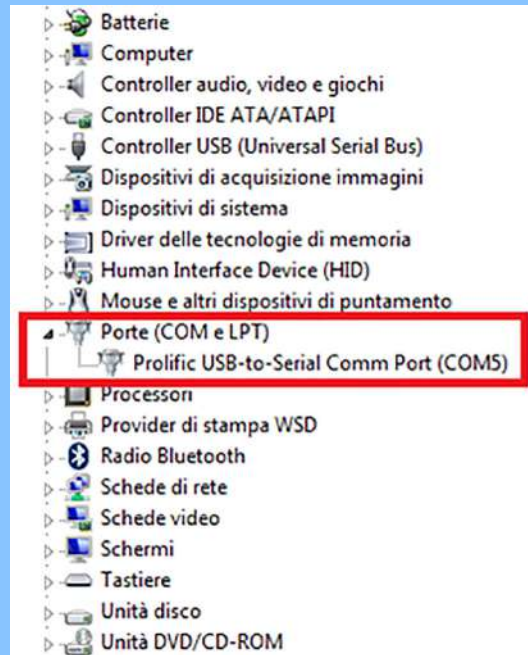 Batterie
Computer
Controller audio, video e giochi
Controller IDE ATA/ATAPI
Controller USB (Universal Serial Bus)
Dispositivi di acquisizione immagini
Dispositivi di sistema
Driver delle tecnologie di memoria
Human Interface Device (HID)
Mouse e altri dispositivi di puntamento
Porte (COM e LPT)
Prolific USB-to-Serial Comm Port (COM5)
Processori
Provider di stampa WSD
Radio Bluetooth
Schede di rete
Schede video
Schermi
Tastiere
Unità disco
Unità DVD/CD-ROM